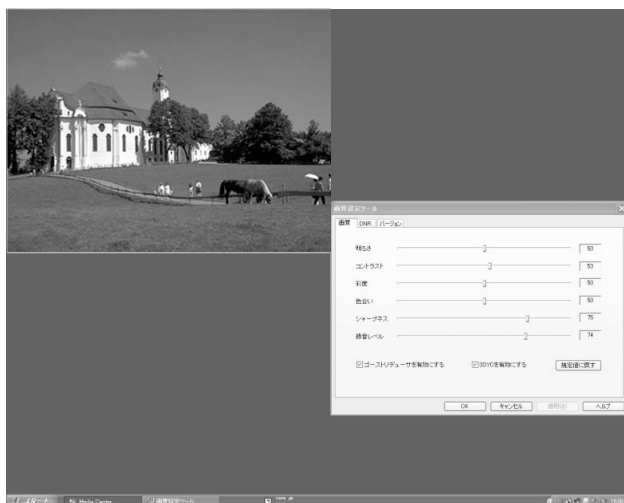 画質設定ツール
画質 DNR バージョン
明るさ 50
コントラスト 53
彩度 50
色合い 50
シャープネス 75
録音レベル 74
ゴーストリデューサを有効にする 3DYCを有効にする 規定値に戻す
OK キャンセル 適用(A) ヘルプ
スタート Media Center 画質設定ツール